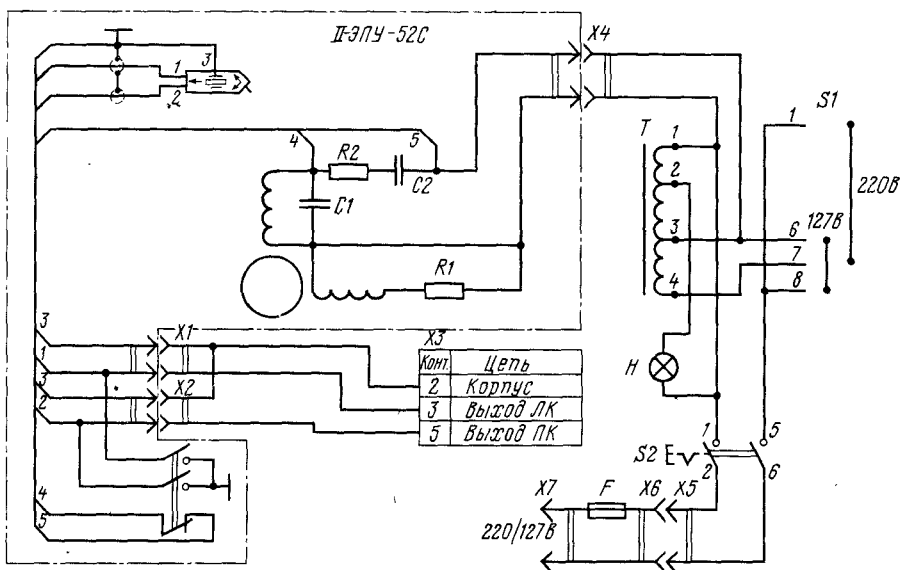 II-ЭПУ-52С
X4
3
1
2
S1
1
T
1
4
5
R2
2
220В
C2
C1
127В
3
6
7
R1
4
8
3
X1
X3
H
Конт. Цепь
1
2 Корпус
3
X2
3 Выход ЛК
2
5 Выход ПК
1
5
S2
2
6
4
X7
F
X6
X5
5
220/127В